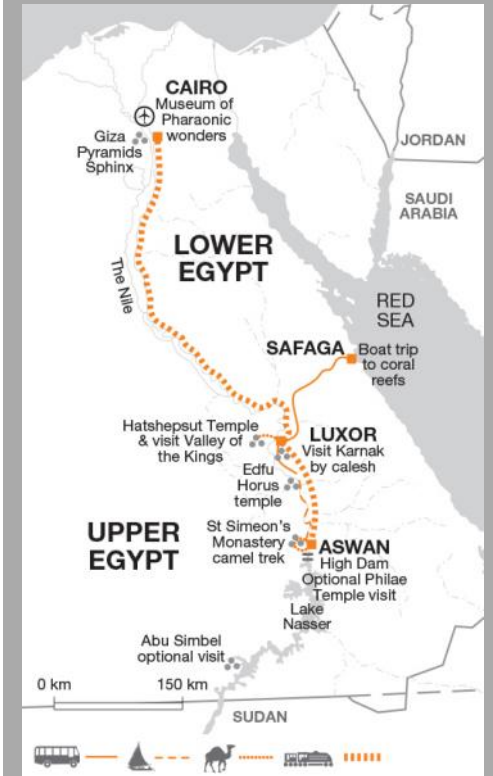 CAIRO
Museum of
Pharaonic
wonders
Giza
Pyramids
Sphinx
JORDAN
SAUDI
ARABIA
LOWER
EGYPT
The Nile
RED
SEA
SAFAGA
Boat trip
to coral
reefs
Hatshepsut Temple
& visit Valley of
the Kings
LUXOR
Visit Karnak
by calesh
Edfu
Horus
temple
UPPER
EGYPT
St Simeon's
Monastery
camel trek
ASWAN
High Dam
Optional Philae
Temple visit
Lake
Nasser
Abu Simbel
optional visit
0 km
150 km
SUDAN